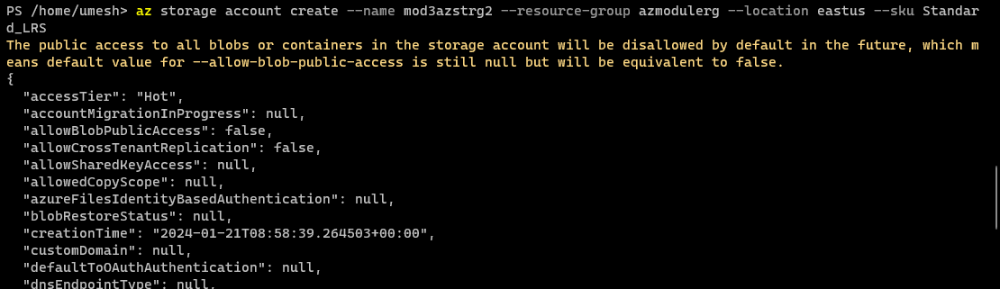 PS /home/umesh> az storage account create --name mod3azstrg2 --resource-group azmodulerg --location eastus --sku Standar
d_LRS
The public access to all blobs or containers in the storage account will be disallowed by default in the future, which m
eans default value for --allow-blob-public-access is still null but will be equivalent to false.
{
  "accessTier": "Hot",
  "accountMigrationInProgress": null,
  "allowBlobPublicAccess": false,
  "allowCrossTenantReplication": false,
  "allowSharedKeyAccess": null,
  "allowedCopyScope": null,
  "azureFilesIdentityBasedAuthentication": null,
  "blobRestoreStatus": null,
  "creationTime": "2024-01-21T08:58:39.264503+00:00",
  "customDomain": null,
  "defaultToOAuthAuthentication": null,
  "dnsEndpointType": null,